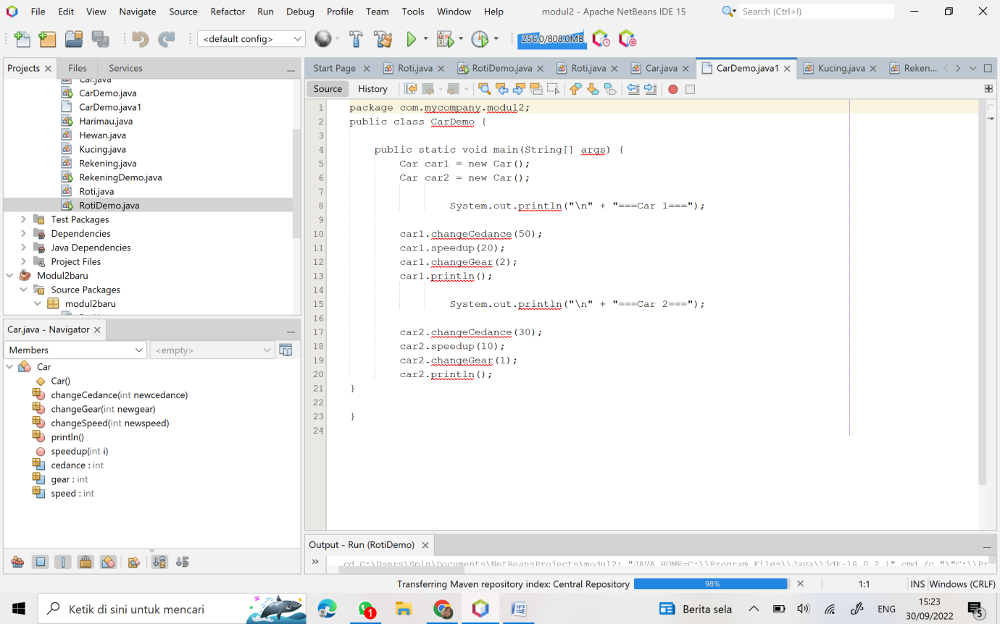 File Edit View Navigate Source Refactor Run Debug Profile Team Tools Window Help modul2 - Apache NetBeans IDE 15 Search (Ctrl+I)
<default config> 256.0/808.0MB
Projects Files Services
Start Page Roti.java RotiDemo.java Roti.java Car.java CarDemo.java1 Kucing.java Reken...
Source History
Car.java
CarDemo.java
CarDemo.java1
Harimau.java
Hewan.java
Kucing.java
Rekening.java
RekeningDemo.java
Roti.java
RotiDemo.java
Test Packages
Dependencies
Java Dependencies
Project Files
Modul2baru
Source Packages
modul2baru
Car.java - Navigator
Members <empty>
Car
Car()
changeCedance(int newcedance)
changeGear(int newgear)
changeSpeed(int newspeed)
println()
speedup(int i)
cedance : int
gear : int
speed : int
1 package com.mycompany.modul2;
2 public class CarDemo {
3
4 public static void main(String[] args) {
5 Car car1 = new Car();
6 Car car2 = new Car();
7
8 System.out.println("\n" + "===Car 1===");
9
10 car1.changeCedance(50);
11 car1.speedup(20);
12 car1.changeGear(2);
13 car1.println();
14
15 System.out.println("\n" + "===Car 2===");
16
17 car2.changeCedance(30);
18 car2.speedup(10);
19 car2.changeGear(1);
20 car2.println();
21 }
22
23 }
24
Output - Run (RotiDemo)
cd C:\Users\Spin\Documents\NetBeansProjects\modul2; "JAVA_HOME=C:\\Program Files\\Java\\jdk-18.0.2.1" cmd /c "\"C:\\Pr
Transferring Maven repository index: Central Repository 98% 1:1 INS Windows (CRLF)
Ketik di sini untuk mencari 1 Berita sela ENG 15:23
30/09/2022 5